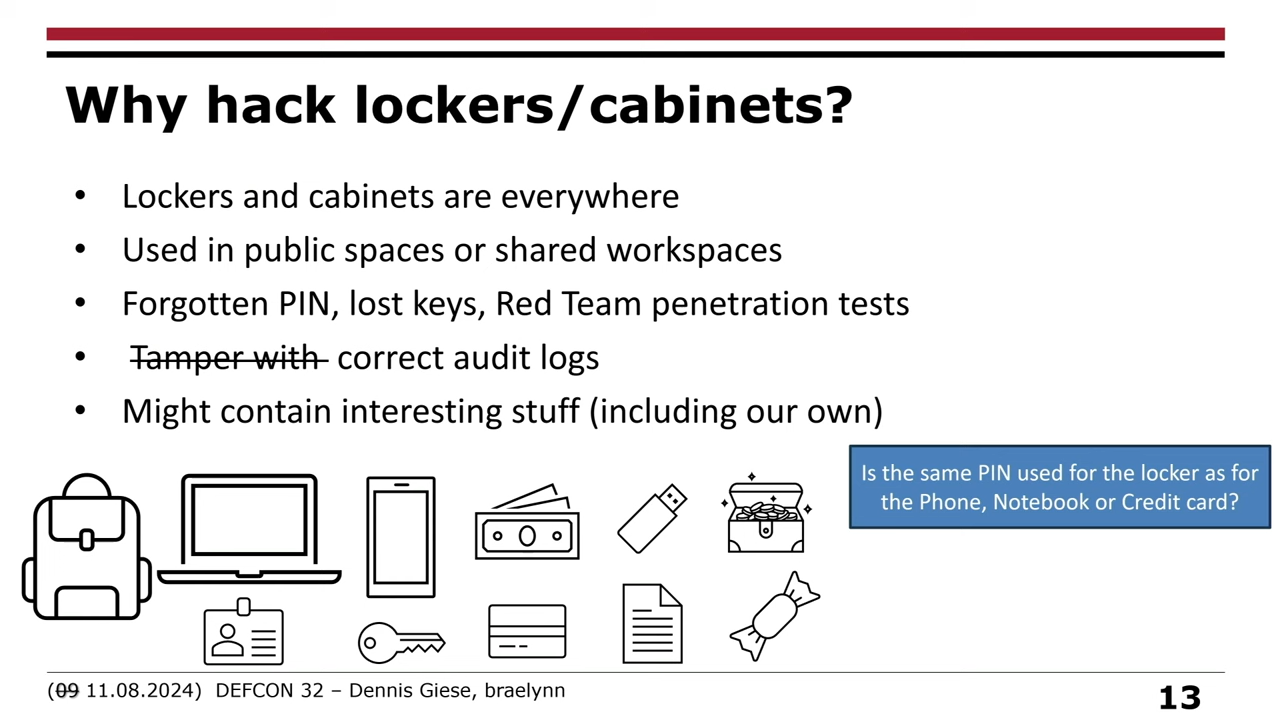 Why hack lockers/cabinets?
• Lockers and cabinets are everywhere
• Used in public spaces or shared workspaces
• Forgotten PIN, lost keys, Red Team penetration tests
• Tamper with correct audit logs
• Might contain interesting stuff (including our own)
Is the same PIN used for the locker as for
the Phone, Notebook or Credit card?
(09 11.08.2024) DEFCON 32 – Dennis Giese, braelynn
13